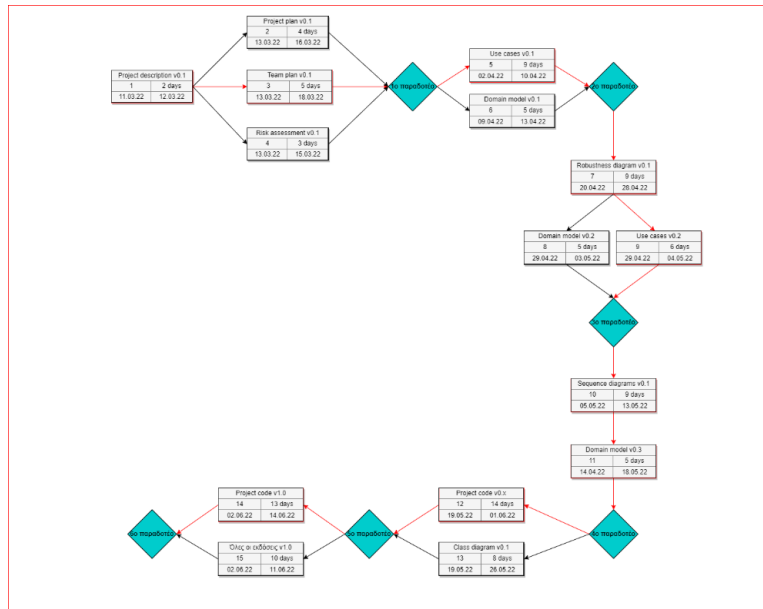 Project plan v0.1
2 4 days
13.03.22 16.03.22
Project description v0.1
1 2 days
11.03.22 12.03.22
Team plan v0.1
3 5 days
13.03.22 18.03.22
Risk assessment v0.1
4 3 days
13.03.22 15.03.22
παραδοτέ
Use cases v0.1
5 9 days
02.04.22
Domain model v0.1
6 5 days
09.04.22 13.04.22
2ο παραδοτέ
Robustness diagram v0.1
7 9 days
20.04.22 28.04.22
Domain model v0.2
8 5 days
29.04.22 03.05.22
Use cases v0.2
9 6 days
29.04.22 04.05.22
παραδοτέ
Sequence diagrams v0.1
10 9 days
05.05.22 13.05.22
Domain model v0.3
11 5 days
14.04.22 18.05.22
παραδοτέ
Project code v0.x
12 14 days
19.05.22 01.06.22
Class diagram v0.1
13 8 days
19.05.22 26.05.22
παραδοτέ
Project code v1.0
14 13 days
02.06.22 14.06.22
Όλες οι εκδόσεις v1.0
15 10 days
02.06.22 11.06.22
παραδοτέ